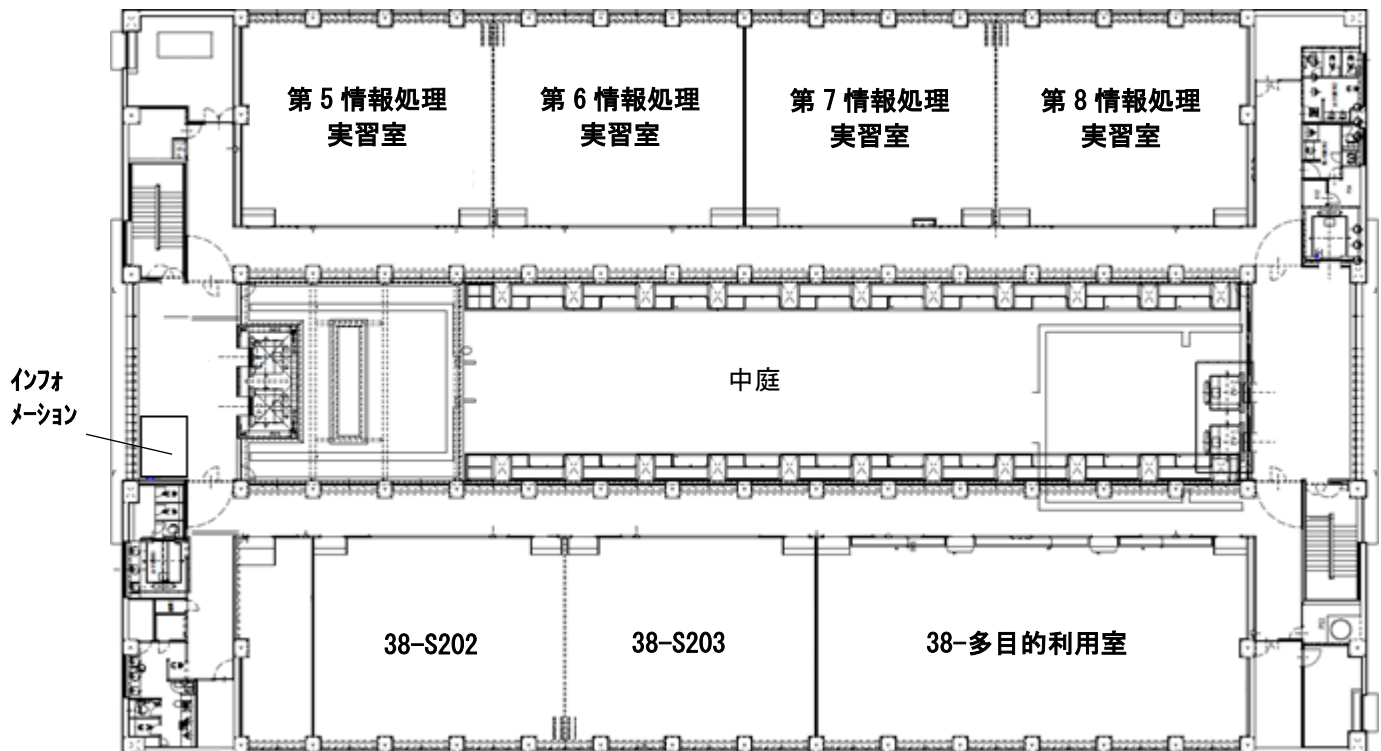 第5情報処理
実習室
第6情報処理
実習室
第7情報処理
実習室
第8情報処理
実習室
インフォ
メーション
中庭
38-S202
38-S203
38-多目的利用室